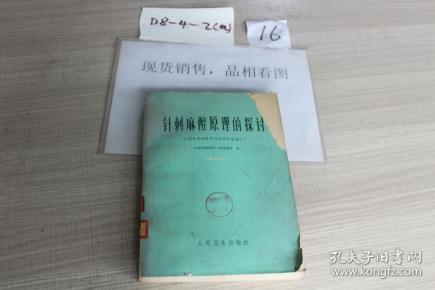 D8-4-2(a)
16
现货销售，品相看图
针刺麻醉原理的探讨
人民卫生出版社
孔夫子旧书网
www.kongfz.com